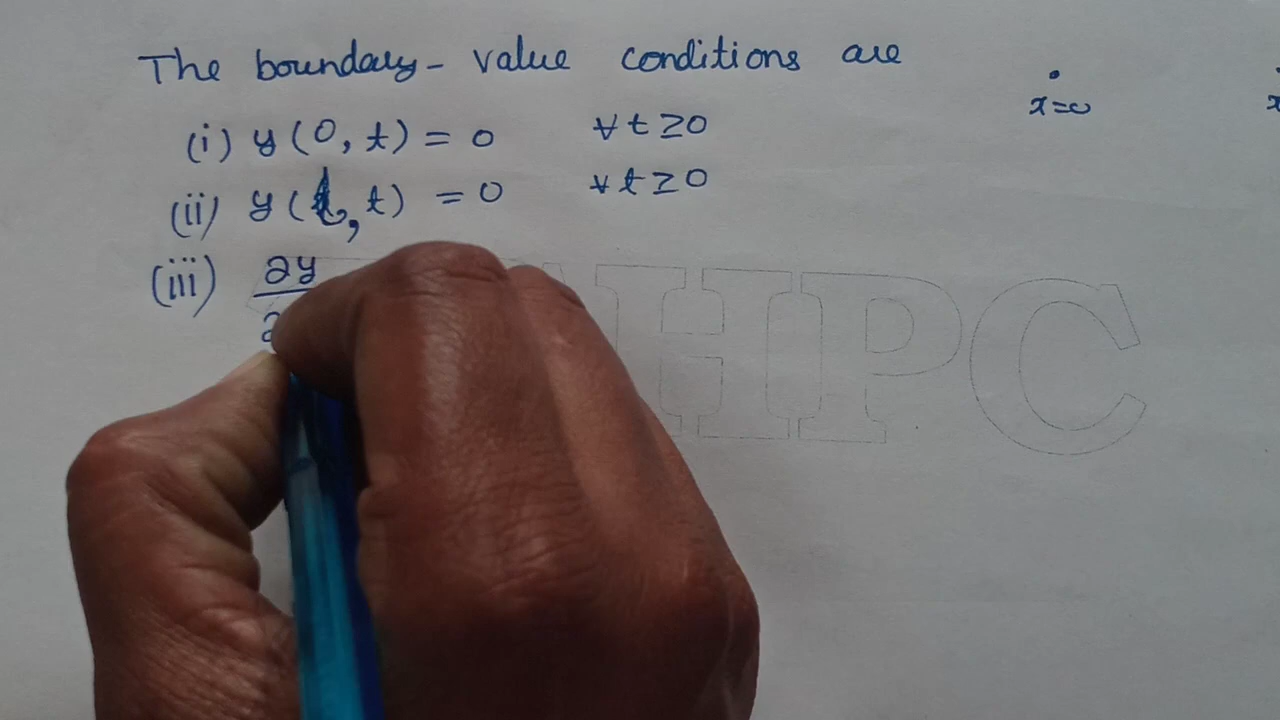 The boundary - value conditions are
x=0
x
(i) y(0, t) = 0 ∀ t ≥ 0
(ii) y(l, t) = 0 ∀ t ≥ 0
(iii) ∂y
∂
HPC